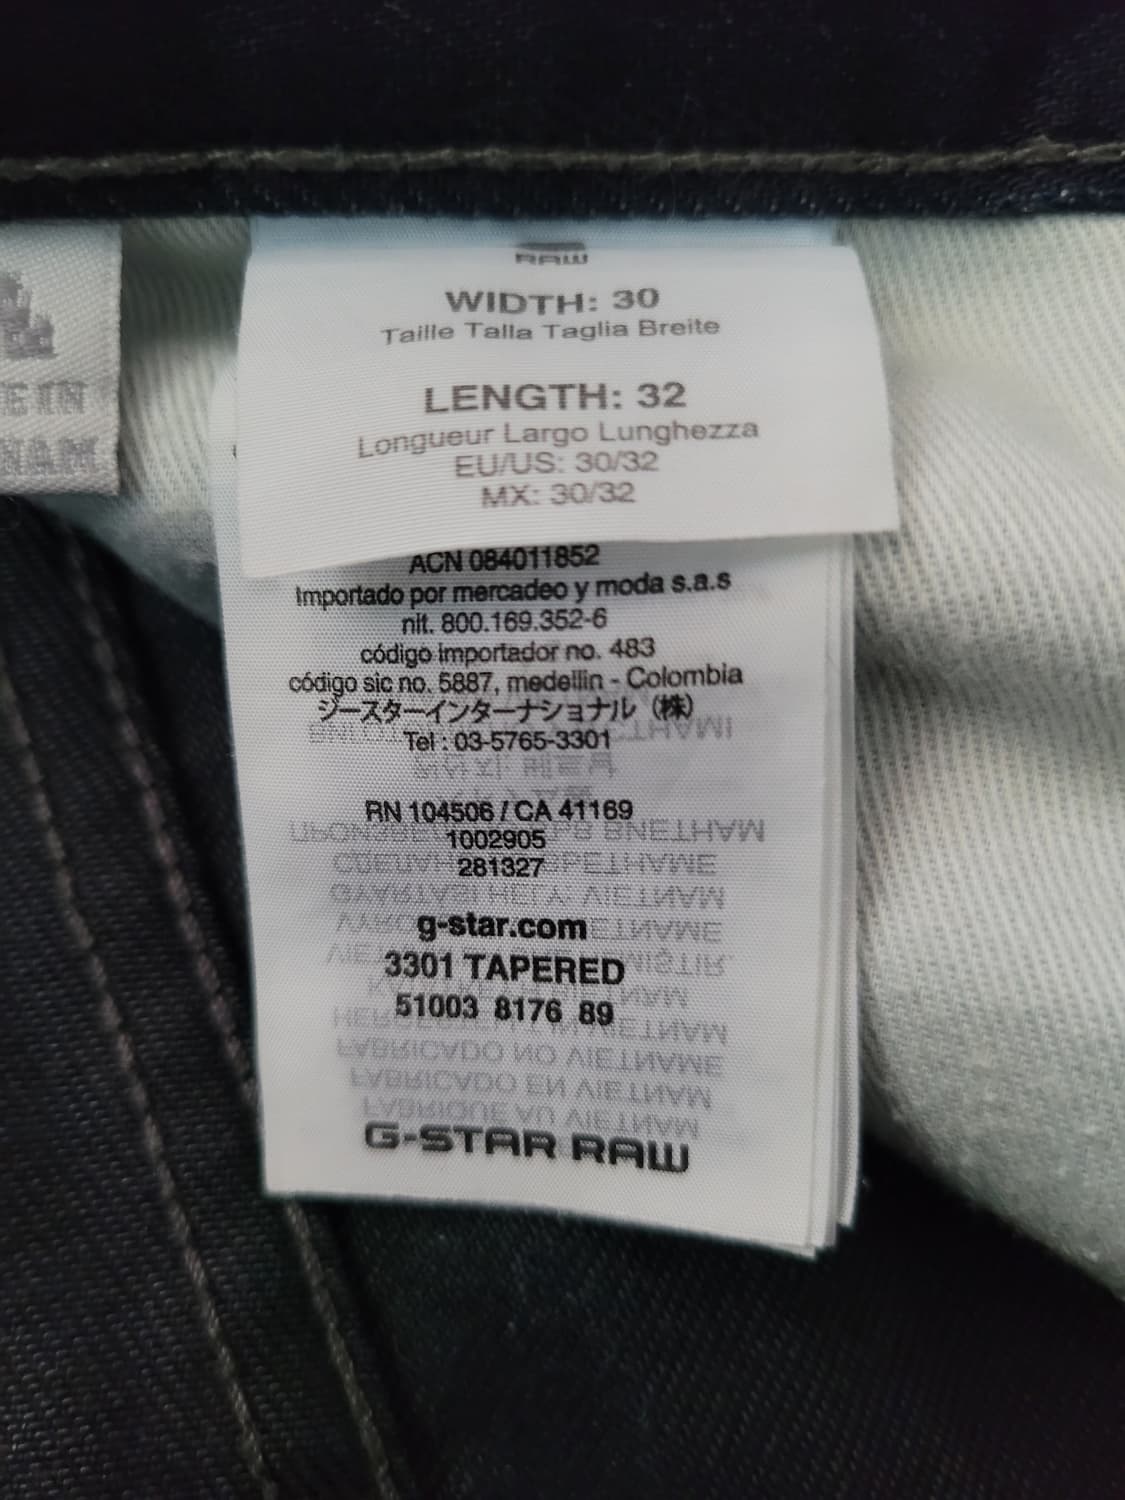 RAW
WIDTH: 30
Taille Talla Taglia Breite
LENGTH: 32
Longueur Largo Lunghezza
EU/US: 30/32
MX: 30/32
ACN 084011852
Importado por mercadeo y moda s.a.s
nit. 800.169.352-6
código importador no. 483
código sic no. 5887, medellin - Colombia
ジースターインターナショナル（株）
Tel : 03-5765-3301
RN 104506 / CA 41169
1002905
281327
g-star.com
3301 TAPERED
51003 8176 89
G-STAR RAW
E IN
NAM